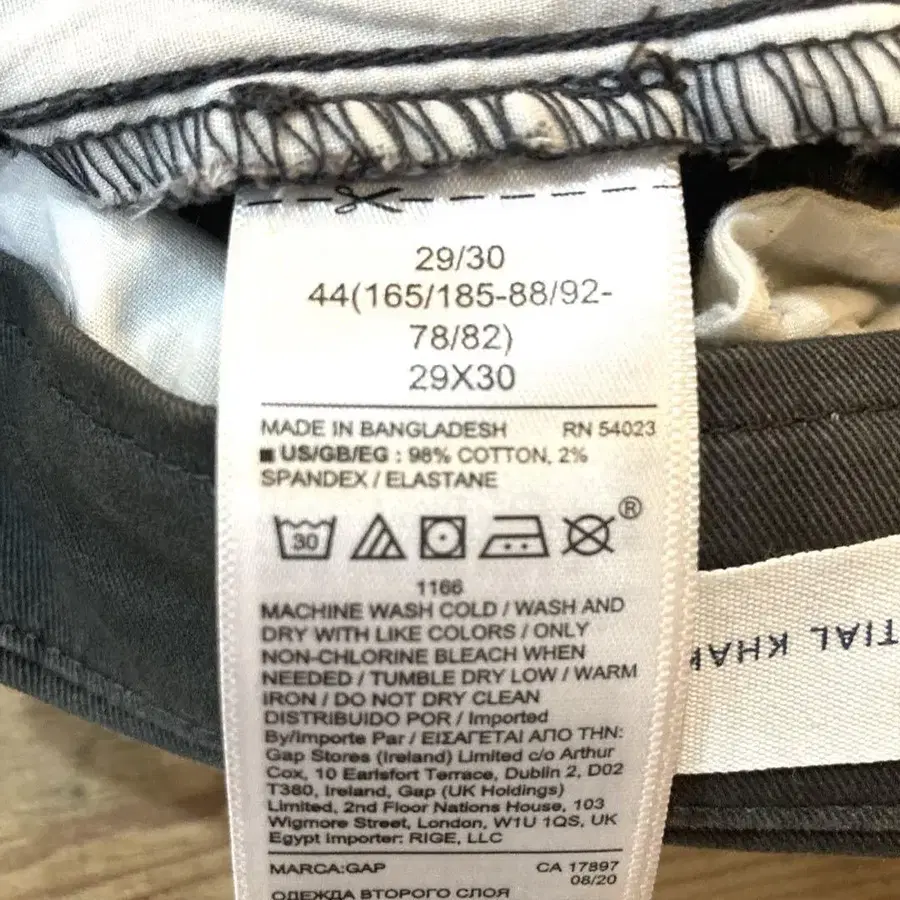 29/30
44(165/185-88/92-
78/82)
29X30
MADE IN BANGLADESH RN 54023
■ US/GB/EG : 98% COTTON, 2%
SPANDEX / ELASTANE
30 ®
1166
MACHINE WASH COLD / WASH AND
DRY WITH LIKE COLORS / ONLY
NON-CHLORINE BLEACH WHEN
NEEDED / TUMBLE DRY LOW / WARM
IRON / DO NOT DRY CLEAN
DISTRIBUIDO POR / Imported
By/Importe Par / ΕΙΣΑΓΕΤΑΙ ΑΠΟ ΤΗΝ:
Gap Stores (Ireland) Limited c/o Arthur
Cox, 10 Earlsfort Terrace, Dublin 2, D02
T380, Ireland, Gap (UK Holdings)
Limited, 2nd Floor Nations House, 103
Wigmore Street, London, W1U 1QS, UK
Egypt importer: RIGE, LLC
MARCA:GAP CA 17897
08/20
ОДЕЖДА ВТОРОГО СЛОЯ
TIAL KHA